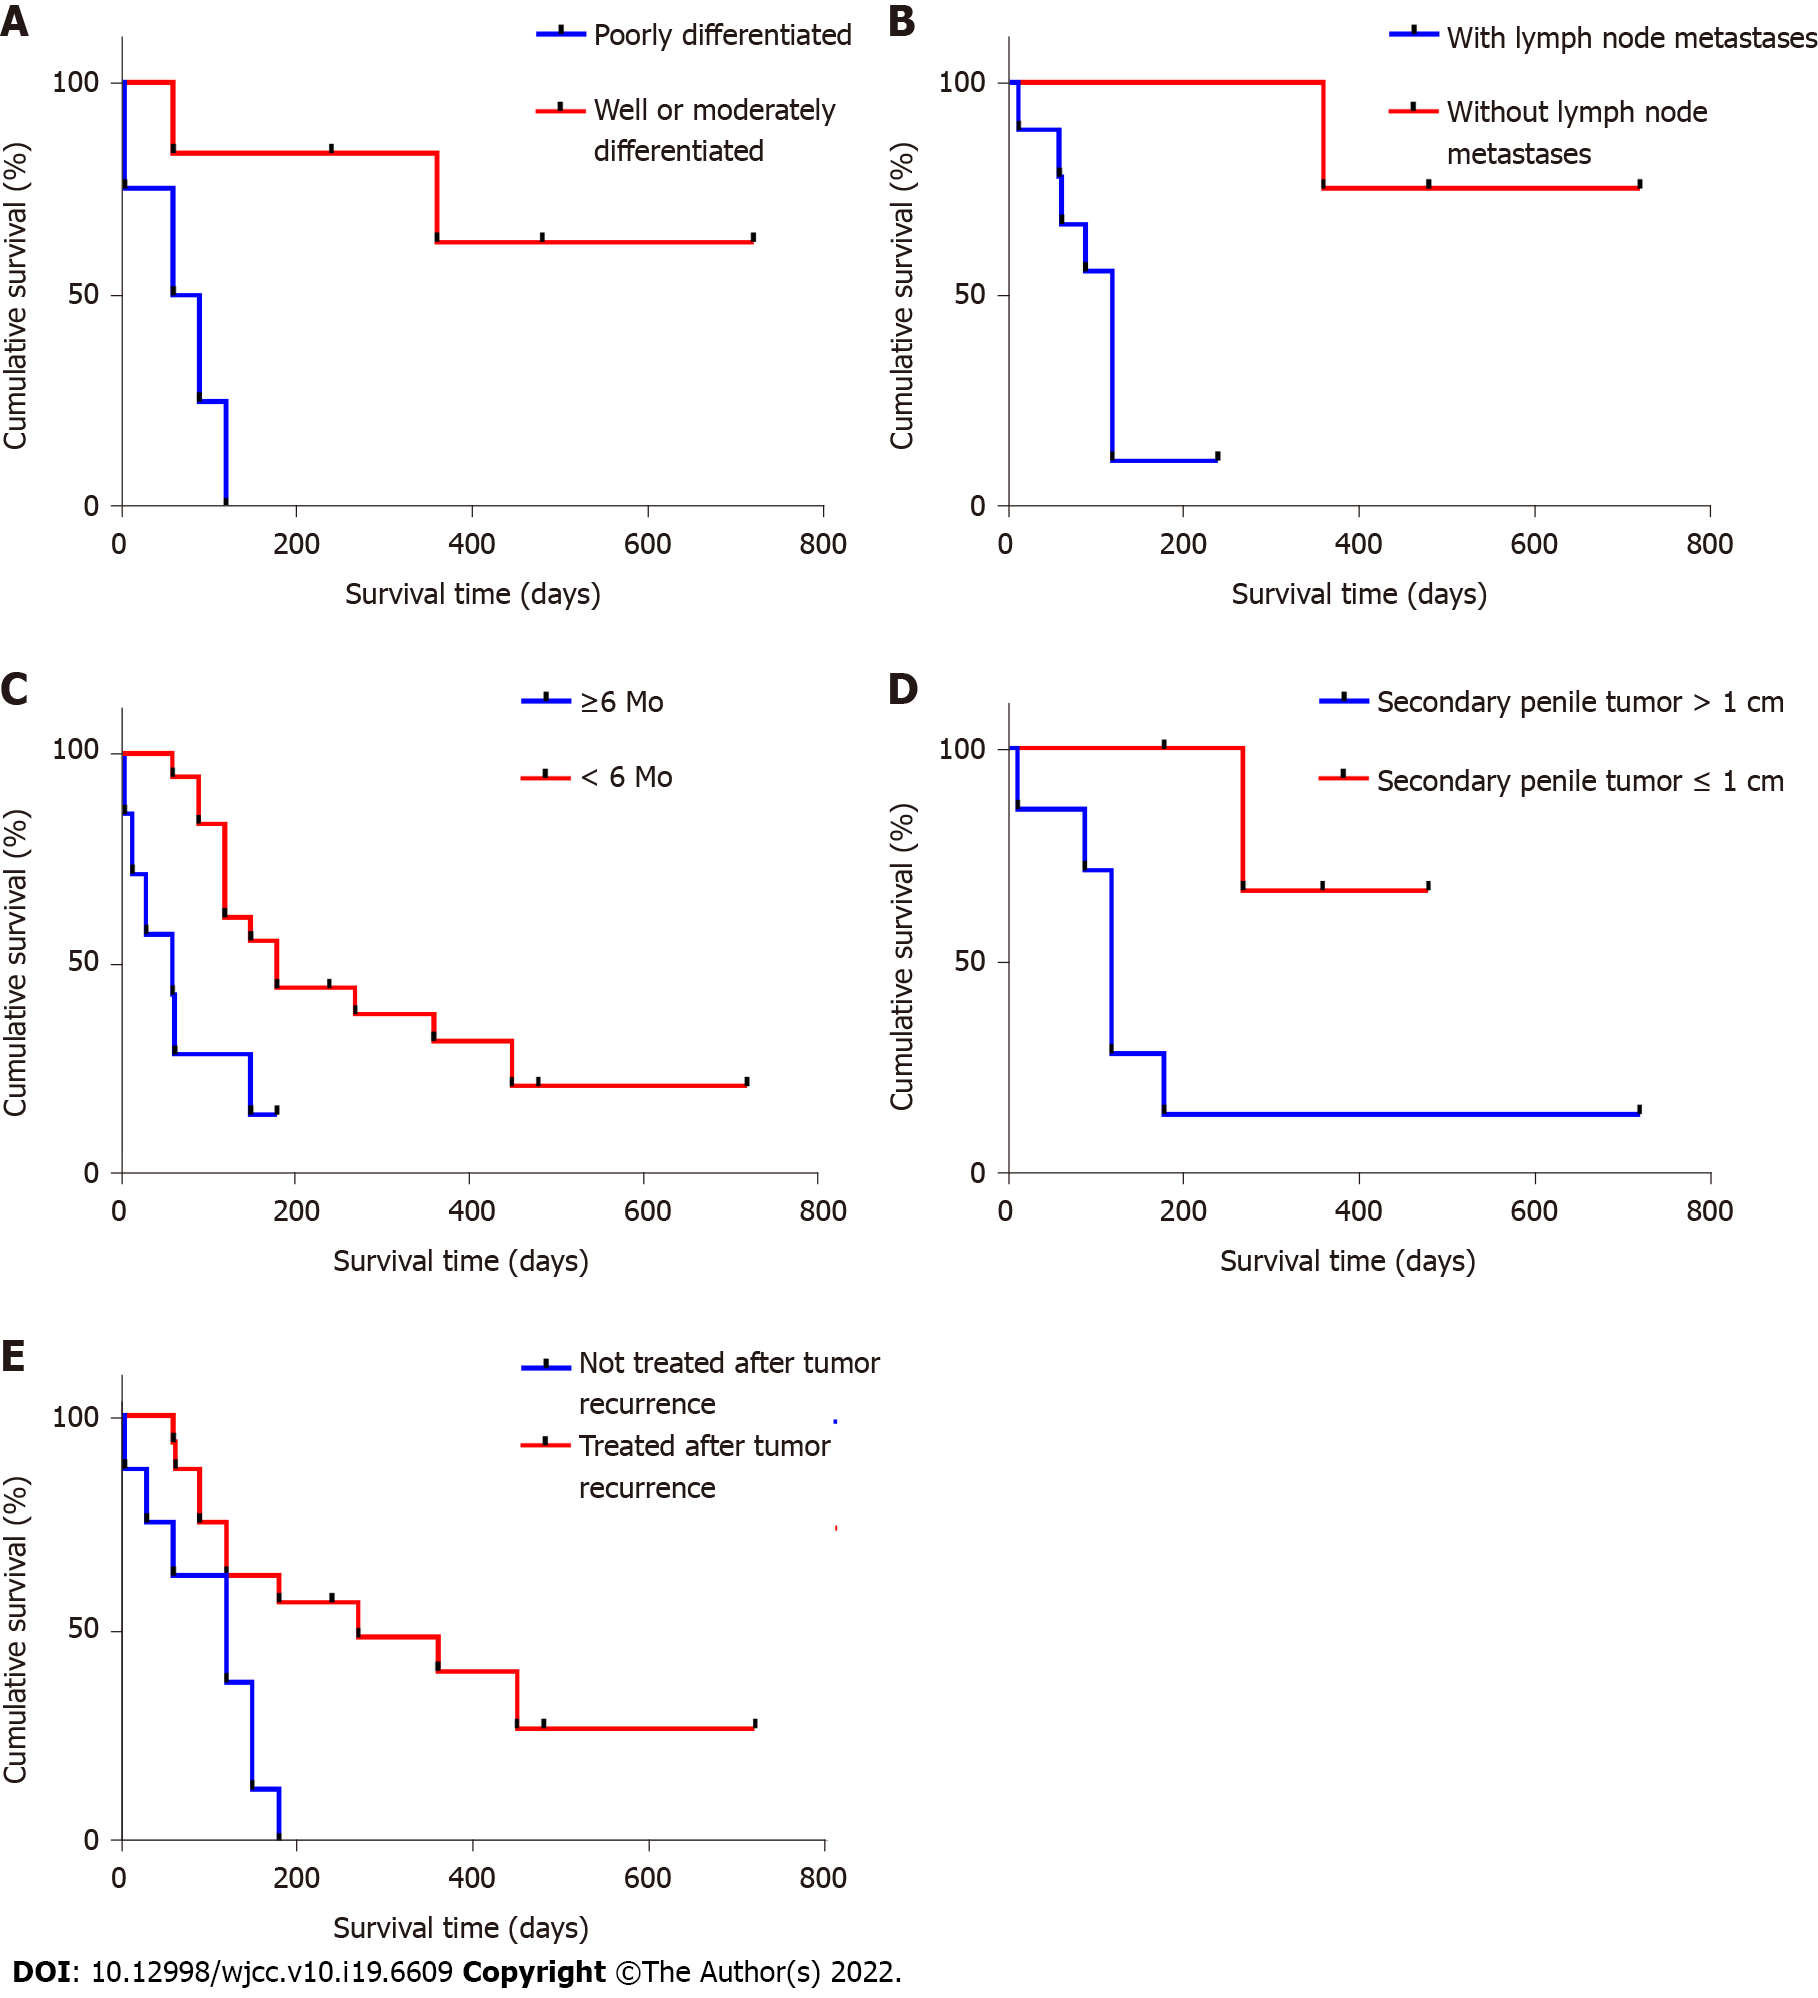 A
Poorly differentiated
Well or moderately
differentiated
Cumulative survival (%)
100
50
0
0 200 400 600 800
Survival time (days)
B
With lymph node metastases
Without lymph node
metastases
Cumulative survival (%)
100
50
0
0 200 400 600 800
Survival time (days)
C
≥6 Mo
< 6 Mo
Cumulative survival (%)
100
50
0
0 200 400 600 800
Survival time (days)
D
Secondary penile tumor > 1 cm
Secondary penile tumor ≤ 1 cm
Cumulative survival (%)
100
50
0
0 200 400 600 800
Survival time (days)
E
Not treated after tumor
recurrence
Treated after tumor
recurrence
Cumulative survival (%)
100
50
0
0 200 400 600 800
Survival time (days)
DOI: 10.12998/wjcc.v10.i19.6609 Copyright ©The Author(s) 2022.